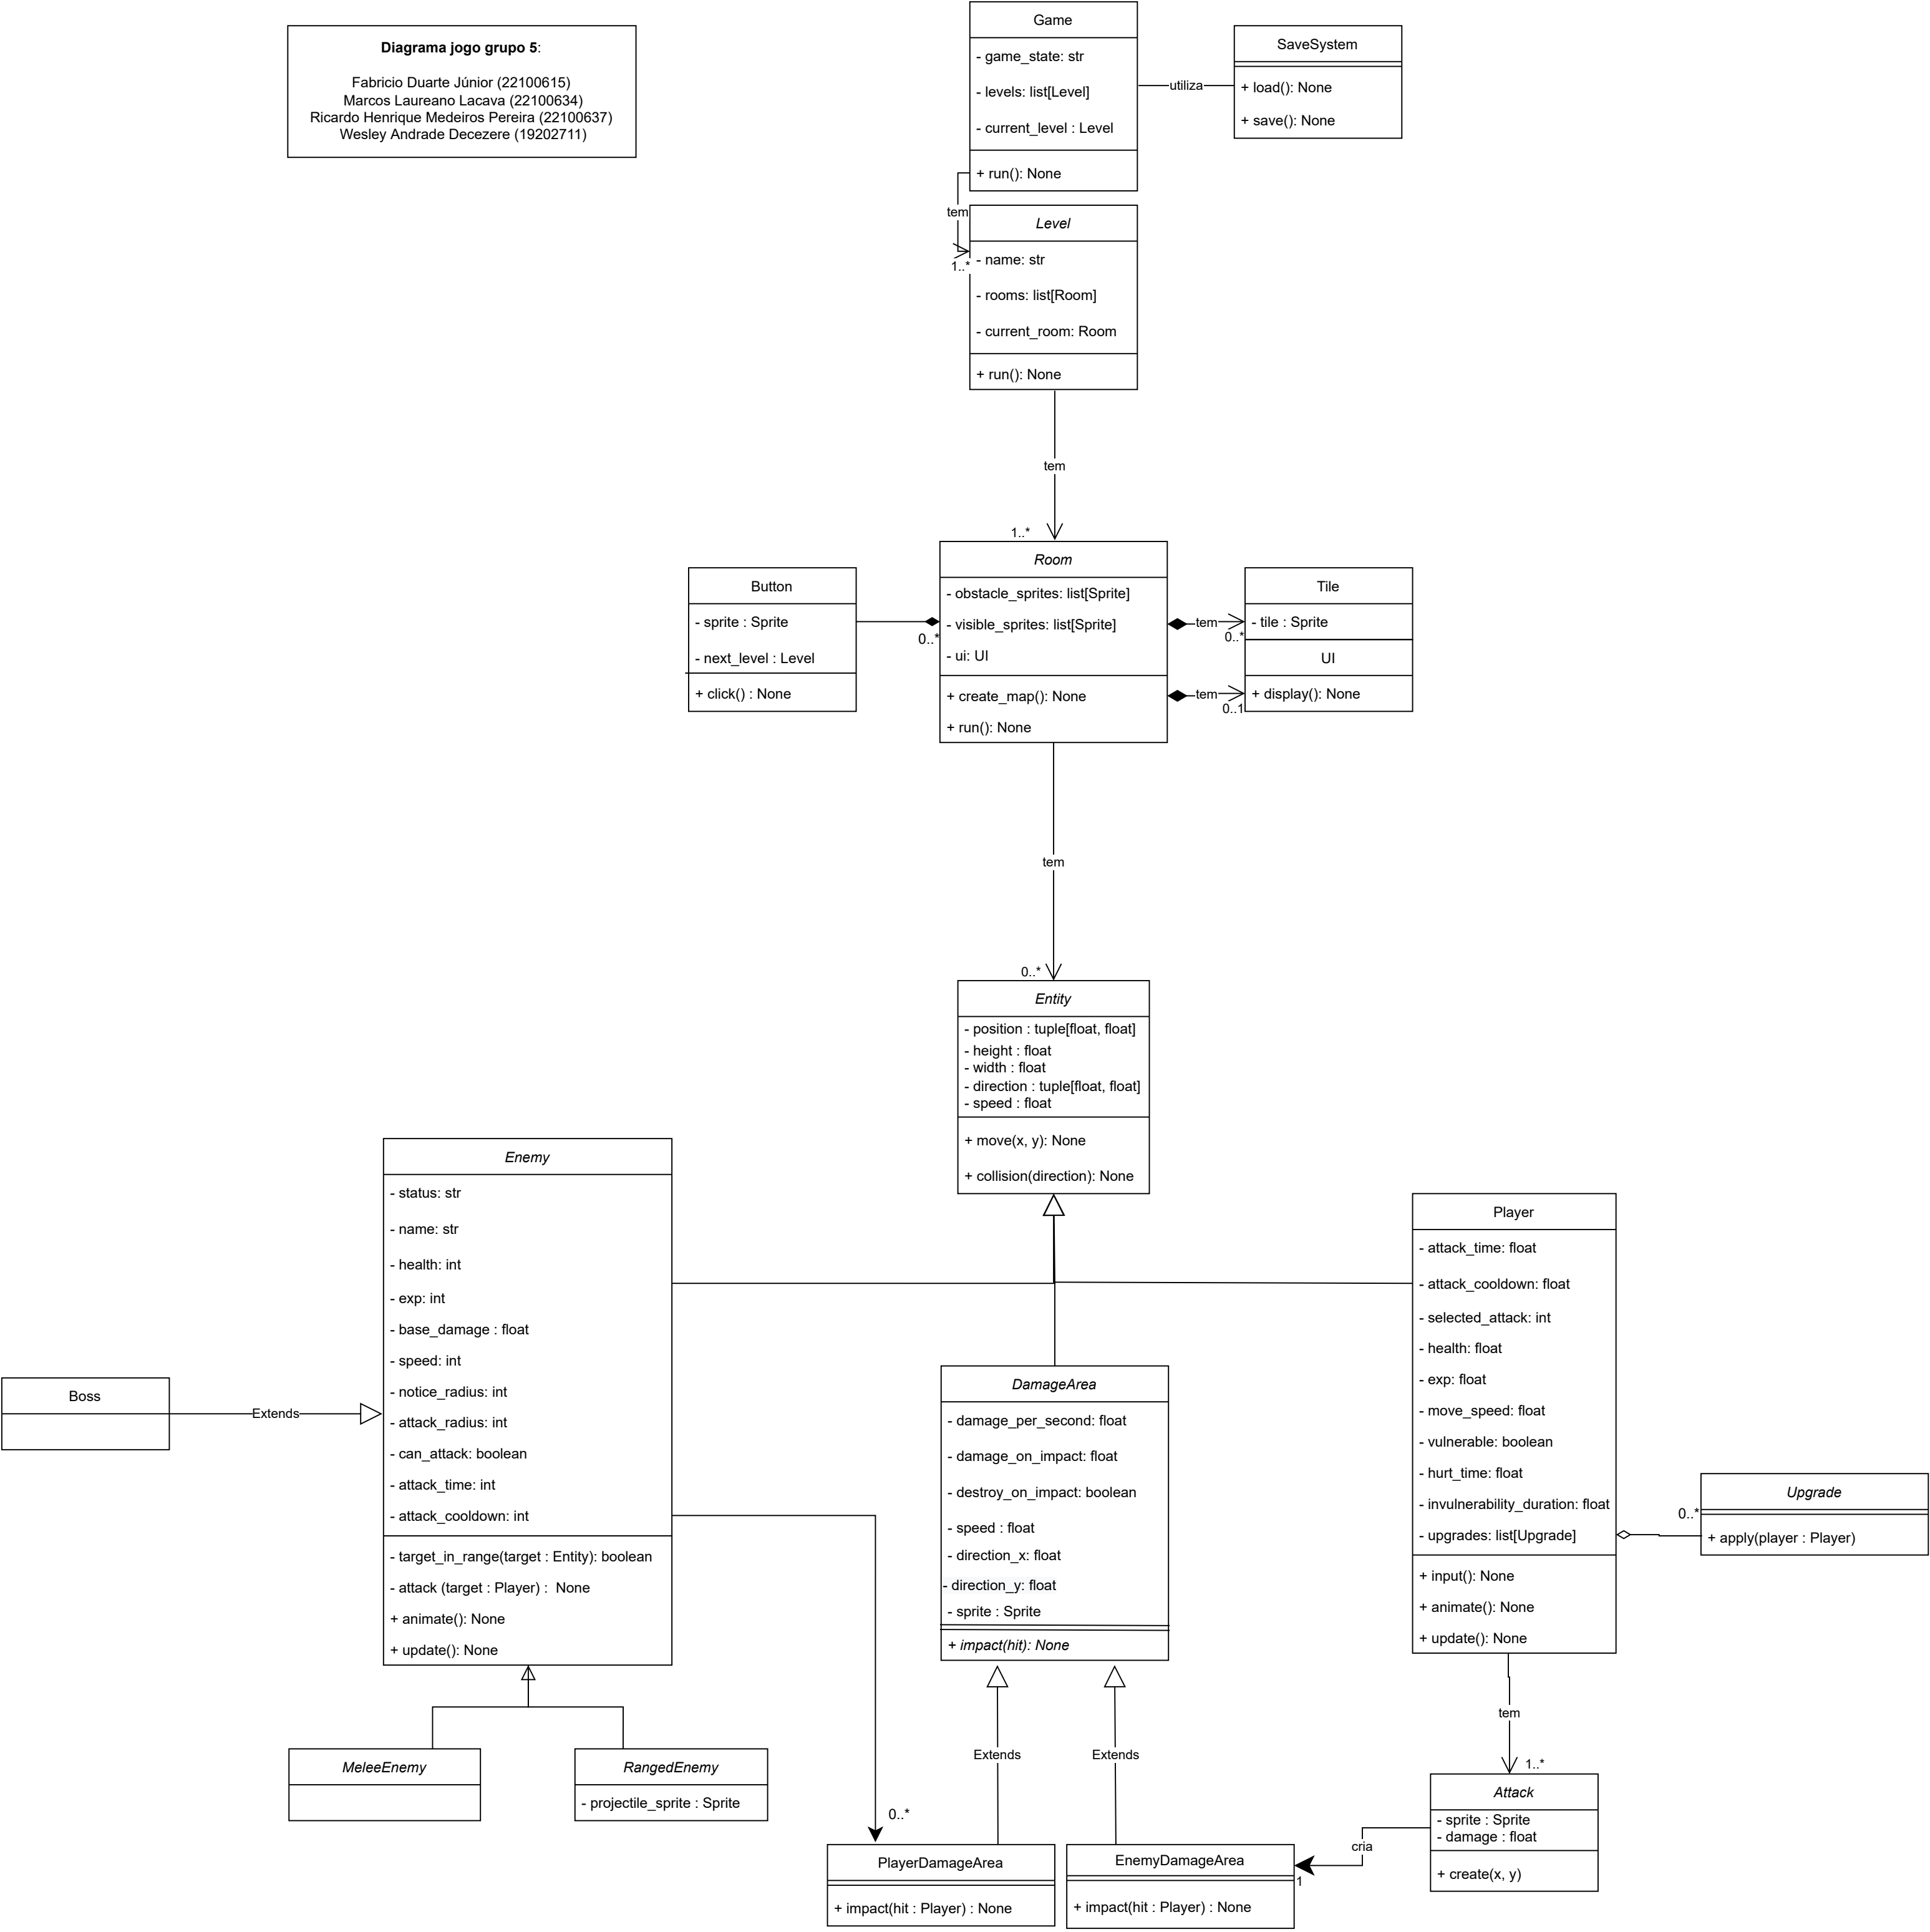 Diagrama jogo grupo 5:
Fabricio Duarte Júnior (22100615)
Marcos Laureano Lacava (22100634)
Ricardo Henrique Medeiros Pereira (22100637)
Wesley Andrade Decezere (19202711)
Game
- game_state: str
- levels: list[Level]
- current_level : Level
+ run(): None
utiliza
SaveSystem
+ load(): None
+ save(): None
tem
1..*
Level
- name: str
- rooms: list[Room]
- current_room: Room
+ run(): None
tem
1..*
Button
- sprite : Sprite
- next_level : Level
+ click() : None
0..*
Room
- obstacle_sprites: list[Sprite]
- visible_sprites: list[Sprite]
- ui: UI
+ create_map(): None
+ run(): None
tem
0..*
tem
0..1
Tile
- tile : Sprite
UI
+ display(): None
tem
0..*
Entity
- position : tuple[float, float]
- height : float
- width : float
- direction : tuple[float, float]
- speed : float
+ move(x, y): None
+ collision(direction): None
Boss
Extends
Enemy
- status: str
- name: str
- health: int
- exp: int
- base_damage : float
- speed: int
- notice_radius: int
- attack_radius: int
- can_attack: boolean
- attack_time: int
- attack_cooldown: int
- target_in_range(target : Entity): boolean
- attack (target : Player) :  None
+ animate(): None
+ update(): None
MeleeEnemy
RangedEnemy
- projectile_sprite : Sprite
DamageArea
- damage_per_second: float
- damage_on_impact: float
- destroy_on_impact: boolean
- speed : float
- direction_x: float
- direction_y: float
- sprite : Sprite
+ impact(hit): None
Extends
Extends
0..*
PlayerDamageArea
+ impact(hit : Player) : None
EnemyDamageArea
+ impact(hit : Player) : None
Player
- attack_time: float
- attack_cooldown: float
- selected_attack: int
- health: float
- exp: float
- move_speed: float
- vulnerable: boolean
- hurt_time: float
- invulnerability_duration: float
- upgrades: list[Upgrade]
+ input(): None
+ animate(): None
+ update(): None
0..*
Upgrade
+ apply(player : Player)
tem
1..*
Attack
- sprite : Sprite
- damage : float
+ create(x, y)
cria
1